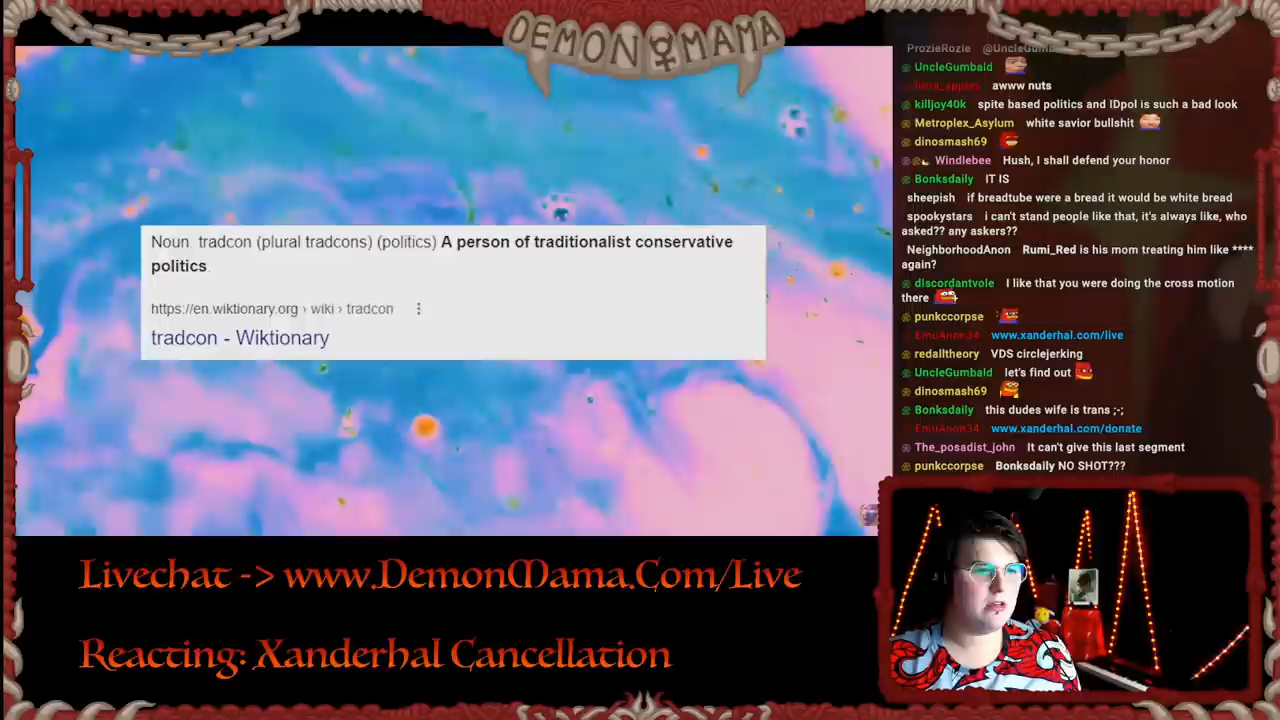 DEMON MAMA
ProzieRozie @UncleGumba
UncleGumbald
awww nuts
killjoy40k spite based politics and IDpol is such a bad look
Metroplex_Asylum white savior bullshit
dinosmash69
Windlebee Hush, I shall defend your honor
Bonksdaily IT IS
sheepish if breadtube were a bread it would be white bread
spookystars i can't stand people like that, it's always like, who
asked?? any askers??
NeighborhoodAnon Rumi_Red is his mom treating him like ****
again?
discordantvole I like that you were doing the cross motion
there
punkccorpse
EmuAnon34 www.xanderhal.com/live
redalltheory VDS circlejerking
UncleGumbald let's find out
dinosmash69
Bonksdaily this dudes wife is trans ;-;
EmuAnon34 www.xanderhal.com/donate
The_posadist_john It can't give this last segment
punkccorpse Bonksdaily NO SHOT???
Noun tradcon (plural tradcons) (politics) A person of traditionalist conservative
politics.
https://en.wiktionary.org › wiki › tradcon
tradcon - Wiktionary
Livechat -> www.DemonMama.Com/Live
Reacting: Xanderhal Cancellation